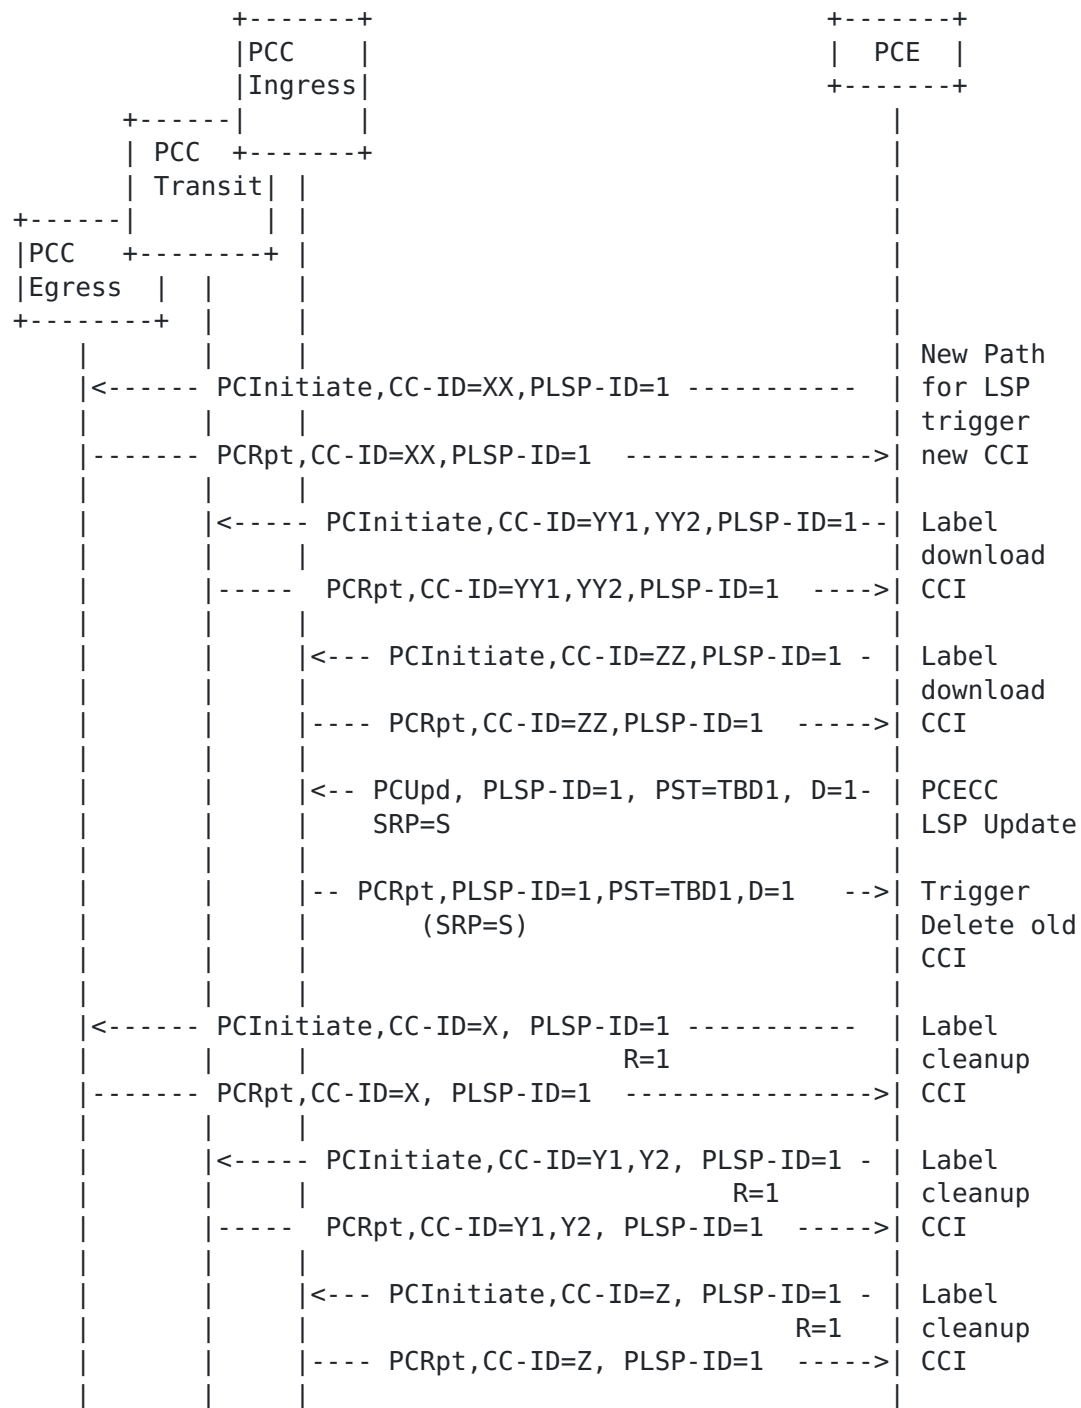 +-------+                             +-------+
                |PCC    |                             |  PCE  |
                |Ingress|                             +-------+
         +------|       |                                 |
         | PCC  +-------+                                 |
         | Transit| |                                     |
  +------|        | |                                     |
  |PCC   +--------+ |                                     |
  |Egress  |  |     |                                     |
  +--------+  |     |                                     |
      |       |     |                                     | New Path
      |<------ PCInitiate,CC-ID=XX,PLSP-ID=1 -----------  | for LSP
      |       |     |                                     | trigger
      |------- PCRpt,CC-ID=XX,PLSP-ID=1  ---------------->| new CCI
      |       |     |                                     |
      |       |<----- PCInitiate,CC-ID=YY1,YY2,PLSP-ID=1--| Label
      |       |     |                                     | download
      |       |-----  PCRpt,CC-ID=YY1,YY2,PLSP-ID=1  ---->| CCI
      |       |     |                                     |
      |       |     |<--- PCInitiate,CC-ID=ZZ,PLSP-ID=1 - | Label
      |       |     |                                     | download
      |       |     |---- PCRpt,CC-ID=ZZ,PLSP-ID=1  ----->| CCI
      |       |     |                                     |
      |       |     |<-- PCUpd, PLSP-ID=1, PST=TBD1, D=1- | PCECC
      |       |     |    SRP=S                            | LSP Update
      |       |     |                                     |
      |       |     |-- PCRpt,PLSP-ID=1,PST=TBD1,D=1   -->| Trigger
      |       |     |       (SRP=S)                       | Delete old
      |       |     |                                     | CCI
      |       |     |                                     |
      |<------ PCInitiate,CC-ID=X, PLSP-ID=1 -----------  | Label
      |       |     |                    R=1              | cleanup
      |------- PCRpt,CC-ID=X, PLSP-ID=1  ---------------->| CCI
      |       |     |                                     |
      |       |<----- PCInitiate,CC-ID=Y1,Y2, PLSP-ID=1 - | Label
      |       |     |                           R=1       | cleanup
      |       |-----  PCRpt,CC-ID=Y1,Y2, PLSP-ID=1  ----->| CCI
      |       |     |                                     |
      |       |     |<--- PCInitiate,CC-ID=Z, PLSP-ID=1 - | Label
      |       |     |                               R=1   | cleanup
      |       |     |---- PCRpt,CC-ID=Z, PLSP-ID=1  ----->| CCI
      |       |     |                                     |